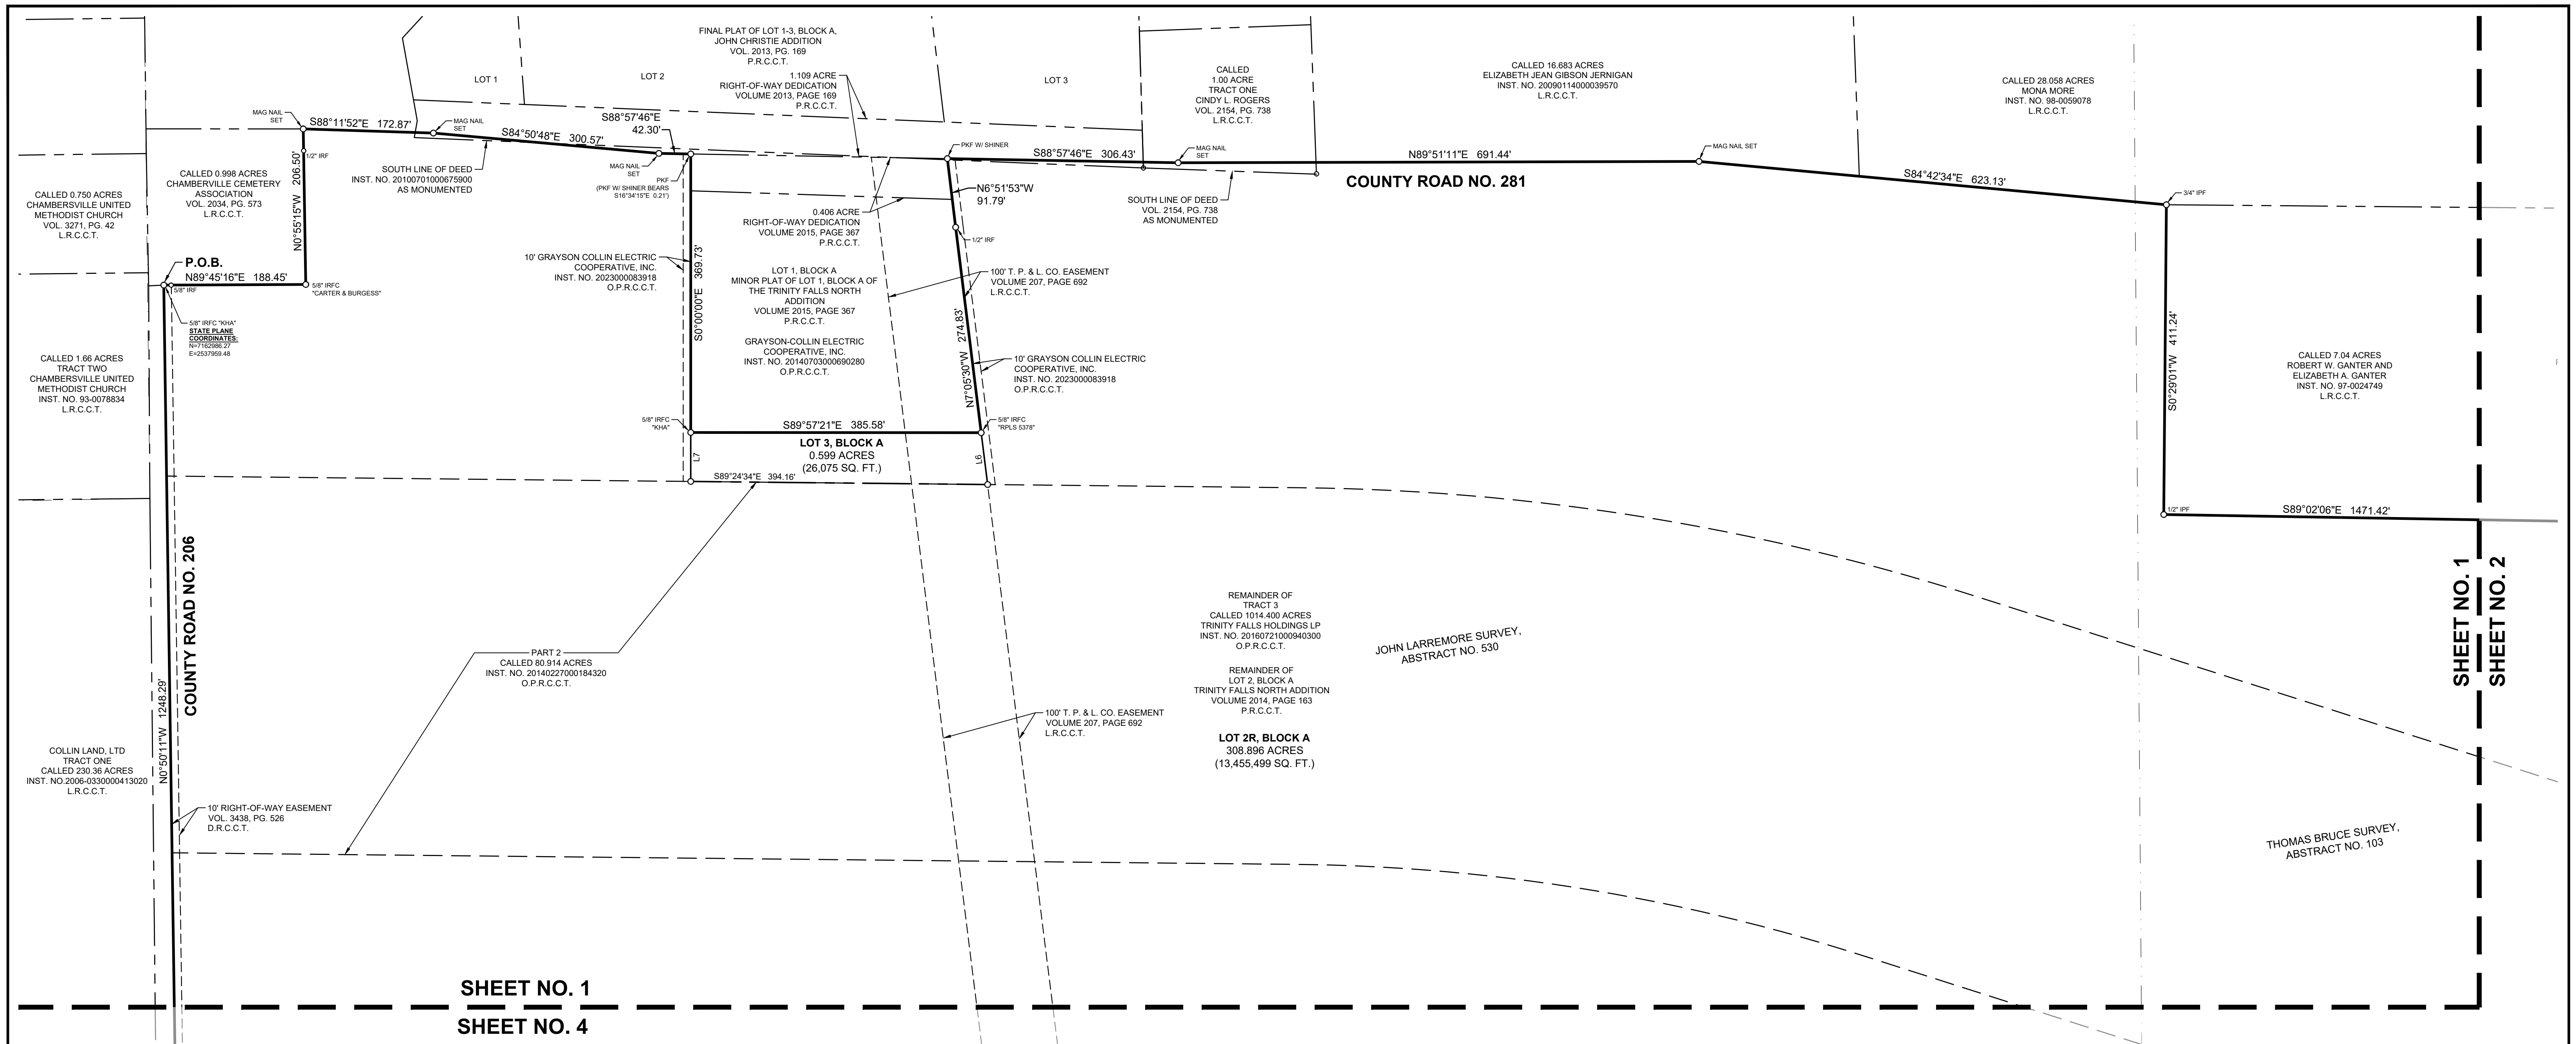 FINAL PLAT OF LOT 1-3, BLOCK A,
JOHN CHRISTIE ADDITION
VOL. 2013, PG. 169
P.R.C.C.T.
LOT 1
LOT 2
1.109 ACRE
RIGHT-OF-WAY DEDICATION
VOLUME 2013, PAGE 169
P.R.C.C.T.
LOT 3
CALLED
1.00 ACRE
TRACT ONE
CINDY L. ROGERS
VOL. 2154, PG. 738
L.R.C.C.T.
CALLED 16.683 ACRES
ELIZABETH JEAN GIBSON JERNIGAN
INST. NO. 20090114000039570
L.R.C.C.T.
CALLED 28.058 ACRES
MONA MORE
INST. NO. 98-0059078
L.R.C.C.T.
MAG NAIL
SET
S88°11'52"E 172.87'
MAG NAIL
SET
S84°50'48"E 300.57'
S88°57'46"E
42.30'
MAG NAIL
SET
PKF
(PKF W/ SHINER BEARS
S16°34'15"E 0.21')
PKF W/ SHINER
S88°57'46"E 306.43'
MAG NAIL
SET
N89°51'11"E 691.44'
MAG NAIL SET
COUNTY ROAD NO. 281
S84°42'34"E 623.13'
3/4" IPF
1/2" IRF
N0°55'15"W 206.50'
CALLED 0.998 ACRES
CHAMBERVILLE CEMETERY
ASSOCIATION
VOL. 2034, PG. 573
L.R.C.C.T.
CALLED 0.750 ACRES
CHAMBERSVILLE UNITED
METHODIST CHURCH
VOL. 3271, PG. 42
L.R.C.C.T.
SOUTH LINE OF DEED
INST. NO. 20100701000675900
AS MONUMENTED
N6°51'53"W
91.79'
SOUTH LINE OF DEED
VOL. 2154, PG. 738
AS MONUMENTED
0.406 ACRE
RIGHT-OF-WAY DEDICATION
VOLUME 2015, PAGE 367
P.R.C.C.T.
1/2" IRF
P.O.B.
N89°45'16"E 188.45'
5/8" IRF
5/8" IRFC
"CARTER & BURGESS"
10' GRAYSON COLLIN ELECTRIC
COOPERATIVE, INC.
INST. NO. 2023000083918
O.P.R.C.C.T.
S0°00'00"E 369.73'
LOT 1, BLOCK A
MINOR PLAT OF LOT 1, BLOCK A OF
THE TRINITY FALLS NORTH
ADDITION
VOLUME 2015, PAGE 367
P.R.C.C.T.
GRAYSON-COLLIN ELECTRIC
COOPERATIVE, INC.
INST. NO. 20140703000690280
O.P.R.C.C.T.
100' T. P. & L. CO. EASEMENT
VOLUME 207, PAGE 692
L.R.C.C.T.
N7°05'30"W 274.83'
10' GRAYSON COLLIN ELECTRIC
COOPERATIVE, INC.
INST. NO. 2023000083918
O.P.R.C.C.T.
5/8" IRFC "KHA"
STATE PLANE
COORDINATES:
N=7162986.27
E=2537959.48
CALLED 1.66 ACRES
TRACT TWO
CHAMBERSVILLE UNITED
METHODIST CHURCH
INST. NO. 93-0078834
L.R.C.C.T.
S0°29'01"W 411.24'
CALLED 7.04 ACRES
ROBERT W. GANTER AND
ELIZABETH A. GANTER
INST. NO. 97-0024749
L.R.C.C.T.
5/8" IRFC
"KHA"
S89°57'21"E 385.58'
5/8" IRFC
"RPLS 5378"
LOT 3, BLOCK A
0.599 ACRES
(26,075 SQ. FT.)
L7
L6
S89°24'34"E 394.16'
1/2" IPF
S89°02'06"E 1471.42'
COUNTY ROAD NO. 206
N0°50'11"W 1248.29'
PART 2
CALLED 80.914 ACRES
INST. NO. 20140227000184320
O.P.R.C.C.T.
REMAINDER OF
TRACT 3
CALLED 1014.400 ACRES
TRINITY FALLS HOLDINGS LP
INST. NO. 20160721000940300
O.P.R.C.C.T.
REMAINDER OF
LOT 2, BLOCK A
TRINITY FALLS NORTH ADDITION
VOLUME 2014, PAGE 163
P.R.C.C.T.
LOT 2R, BLOCK A
308.896 ACRES
(13,455,499 SQ. FT.)
JOHN LARREMORE SURVEY,
ABSTRACT NO. 530
SHEET NO. 1
SHEET NO. 2
100' T. P. & L. CO. EASEMENT
VOLUME 207, PAGE 692
L.R.C.C.T.
COLLIN LAND, LTD
TRACT ONE
CALLED 230.36 ACRES
INST. NO.2006-0330000413020
L.R.C.C.T.
10' RIGHT-OF-WAY EASEMENT
VOL. 3438, PG. 526
D.R.C.C.T.
THOMAS BRUCE SURVEY,
ABSTRACT NO. 103
SHEET NO. 1
SHEET NO. 4